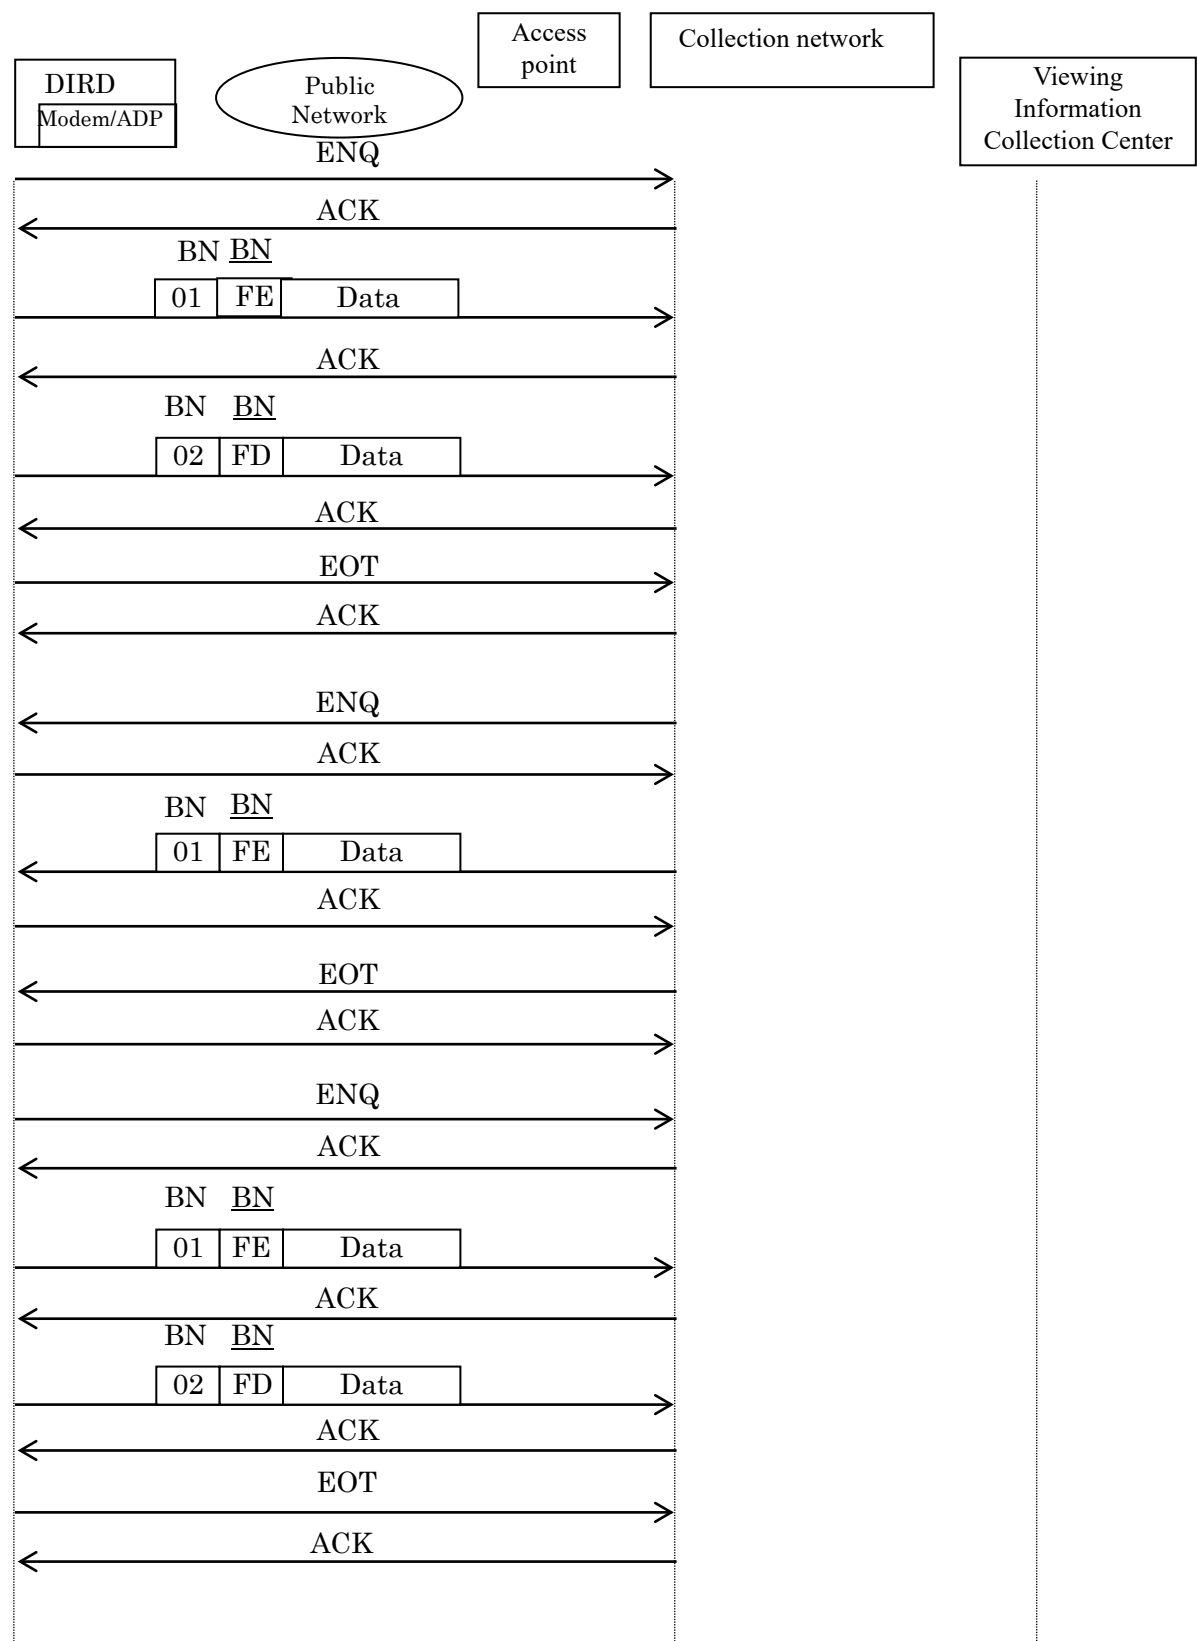 Access
point
Collection network
DIRD
Modem/ADP
Public
Network
Viewing
Information
Collection Center
ENQ
ACK
BN BN
01 FE Data
ACK
BN BN
02 FD Data
ACK
EOT
ACK
ENQ
ACK
BN BN
01 FE Data
ACK
EOT
ACK
ENQ
ACK
BN BN
01 FE Data
ACK
BN BN
02 FD Data
ACK
EOT
ACK